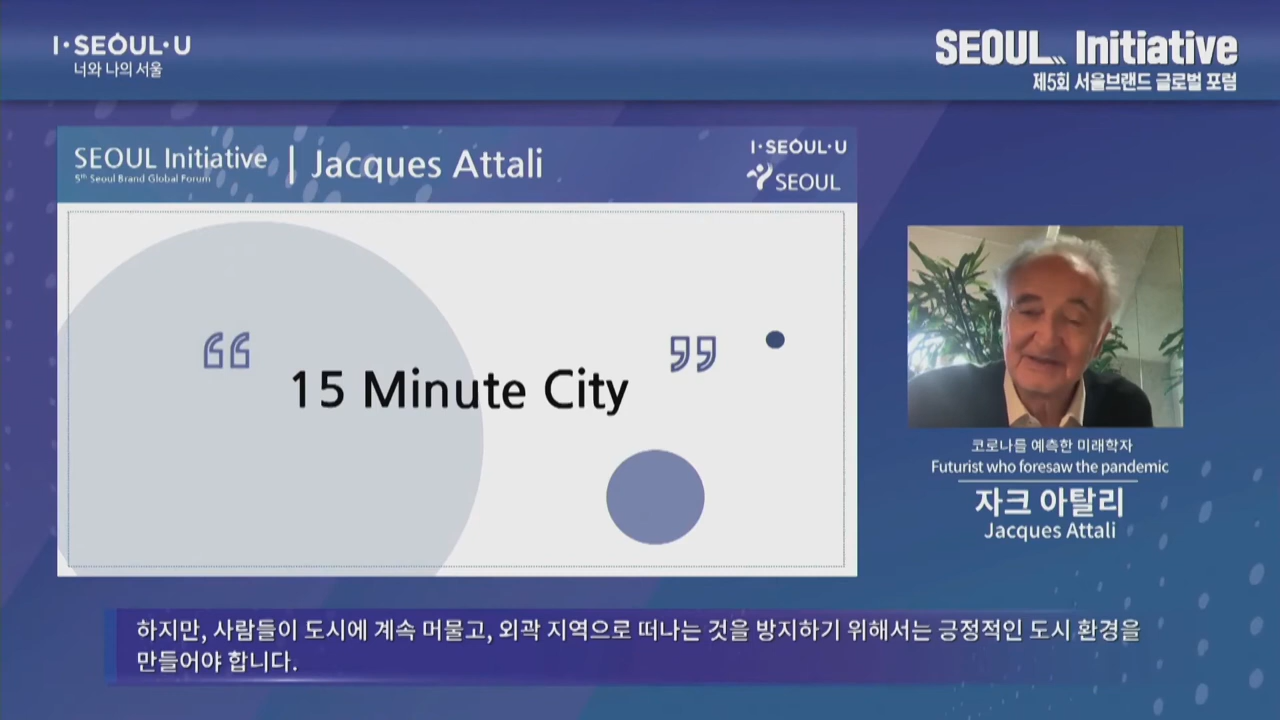 I·SEOUL·U
너와 나의 서울
SEOUL Initiative
제5회 서울브랜드 글로벌 포럼
SEOUL Initiative | Jacques Attali
5th Seoul Brand Global Forum
I·SEOUL·U
SEOUL
“ 15 Minute City ”
코로나를 예측한 미래학자
Futurist who foresaw the pandemic
자크 아탈리
Jacques Attali
하지만, 사람들이 도시에 계속 머물고, 외곽 지역으로 떠나는 것을 방지하기 위해서는 긍정적인 도시 환경을
만들어야 합니다.